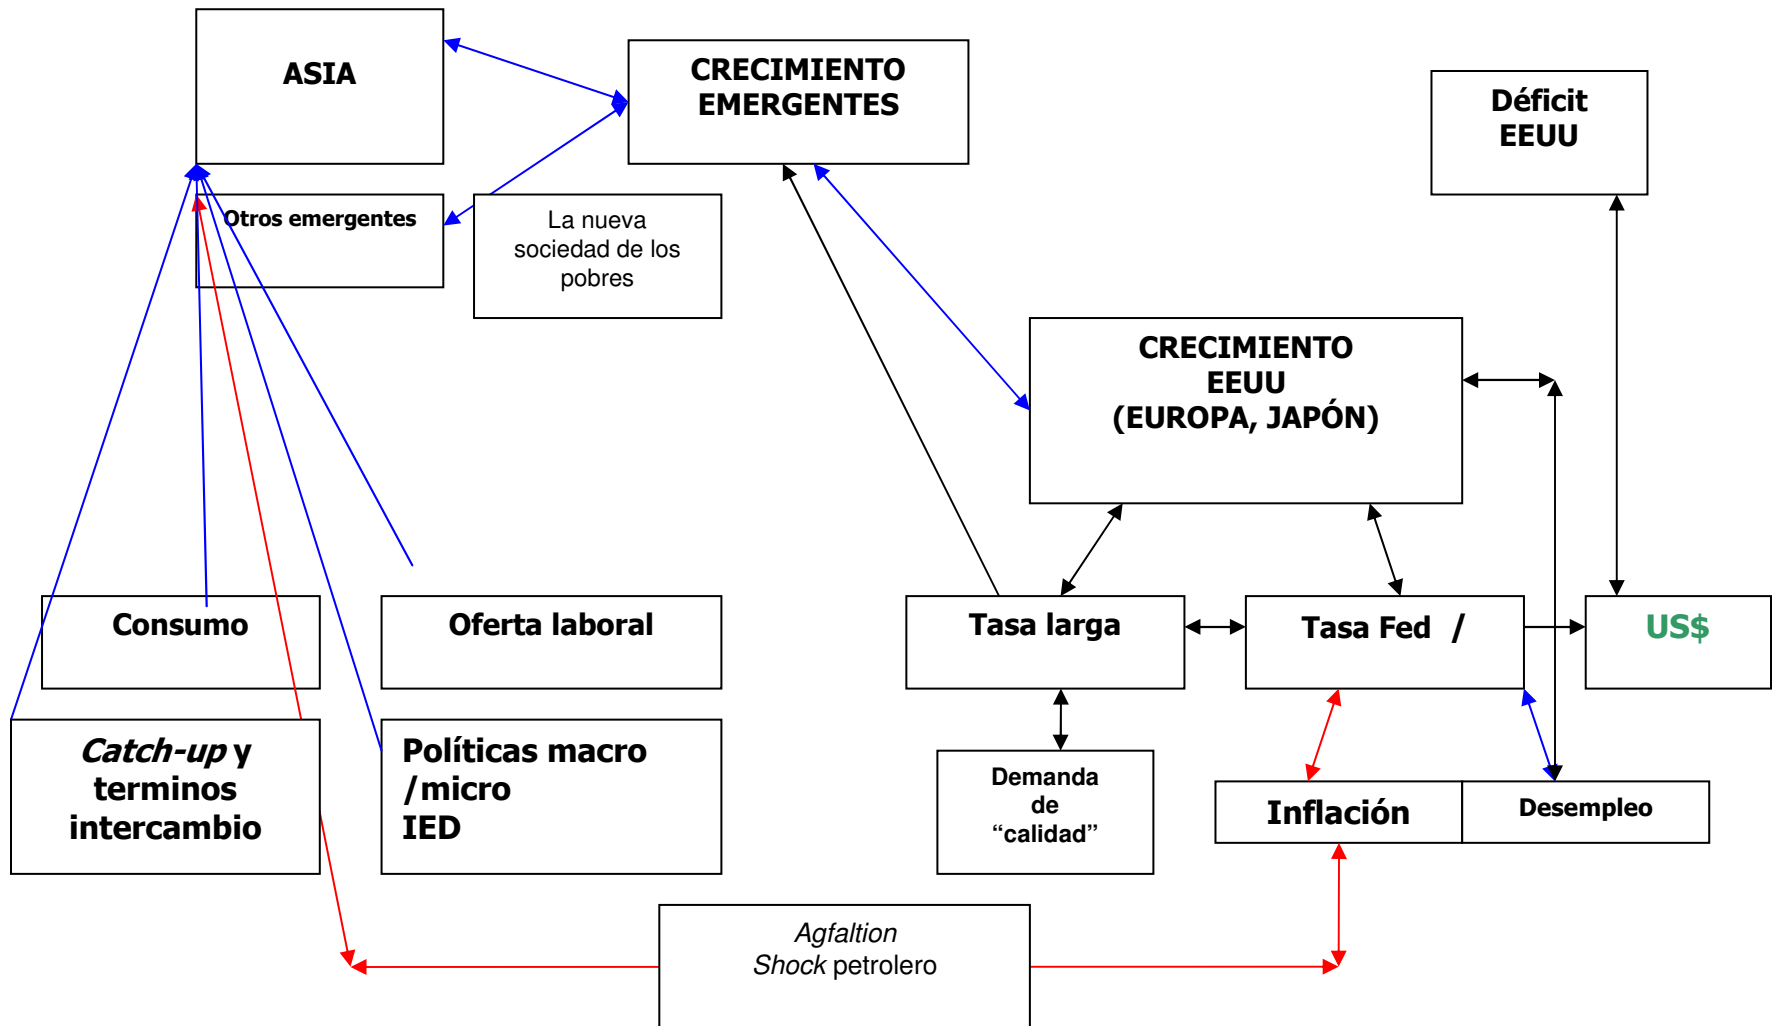 ASIA
CRECIMIENTO
EMERGENTES
Déficit
EEUU
Otros emergentes
La nueva
sociedad de los
pobres
CRECIMIENTO
EEUU
(EUROPA, JAPÓN)
Consumo
Oferta laboral
Tasa larga
Tasa Fed /
US$
Catch-up y
terminos
intercambio
Políticas macro
/micro
IED
Demanda
de
“calidad”
Inflación
Desempleo
Agfaltion
Shock petrolero